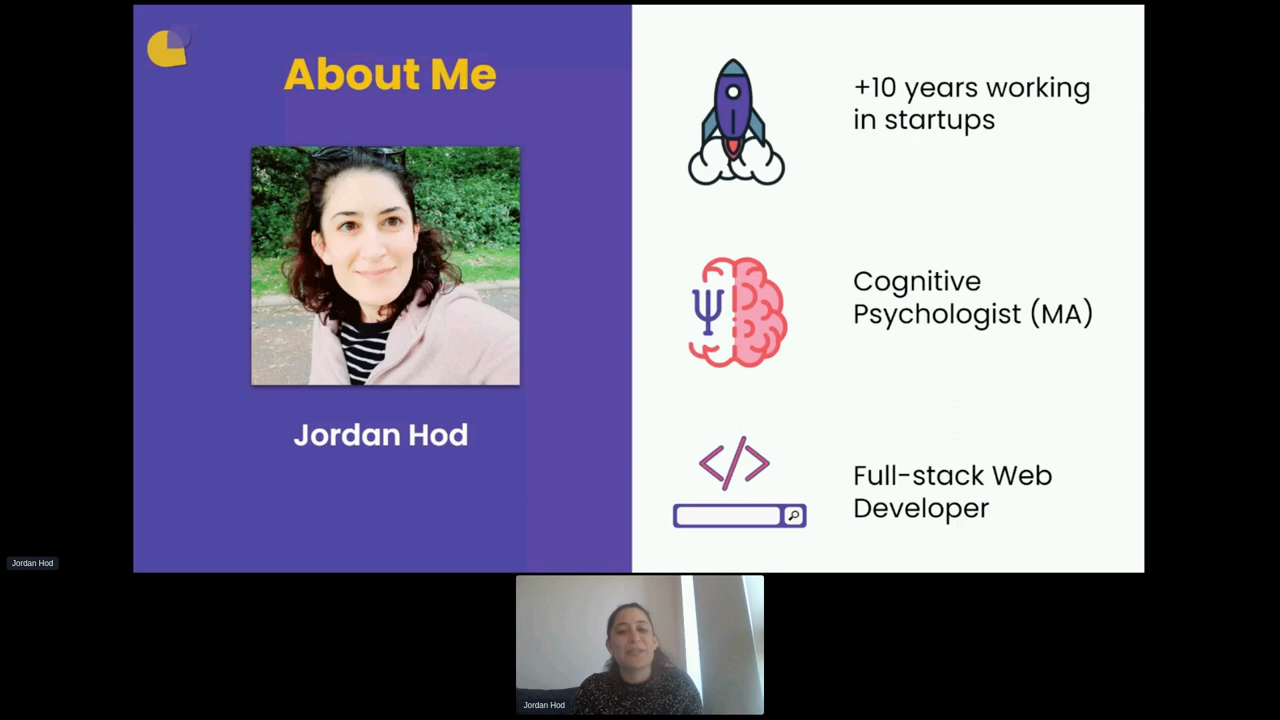 About Me
Jordan Hod
+10 years working
in startups
Cognitive
Psychologist (MA)
Full-stack Web
Developer
Jordan Hod
Jordan Hod